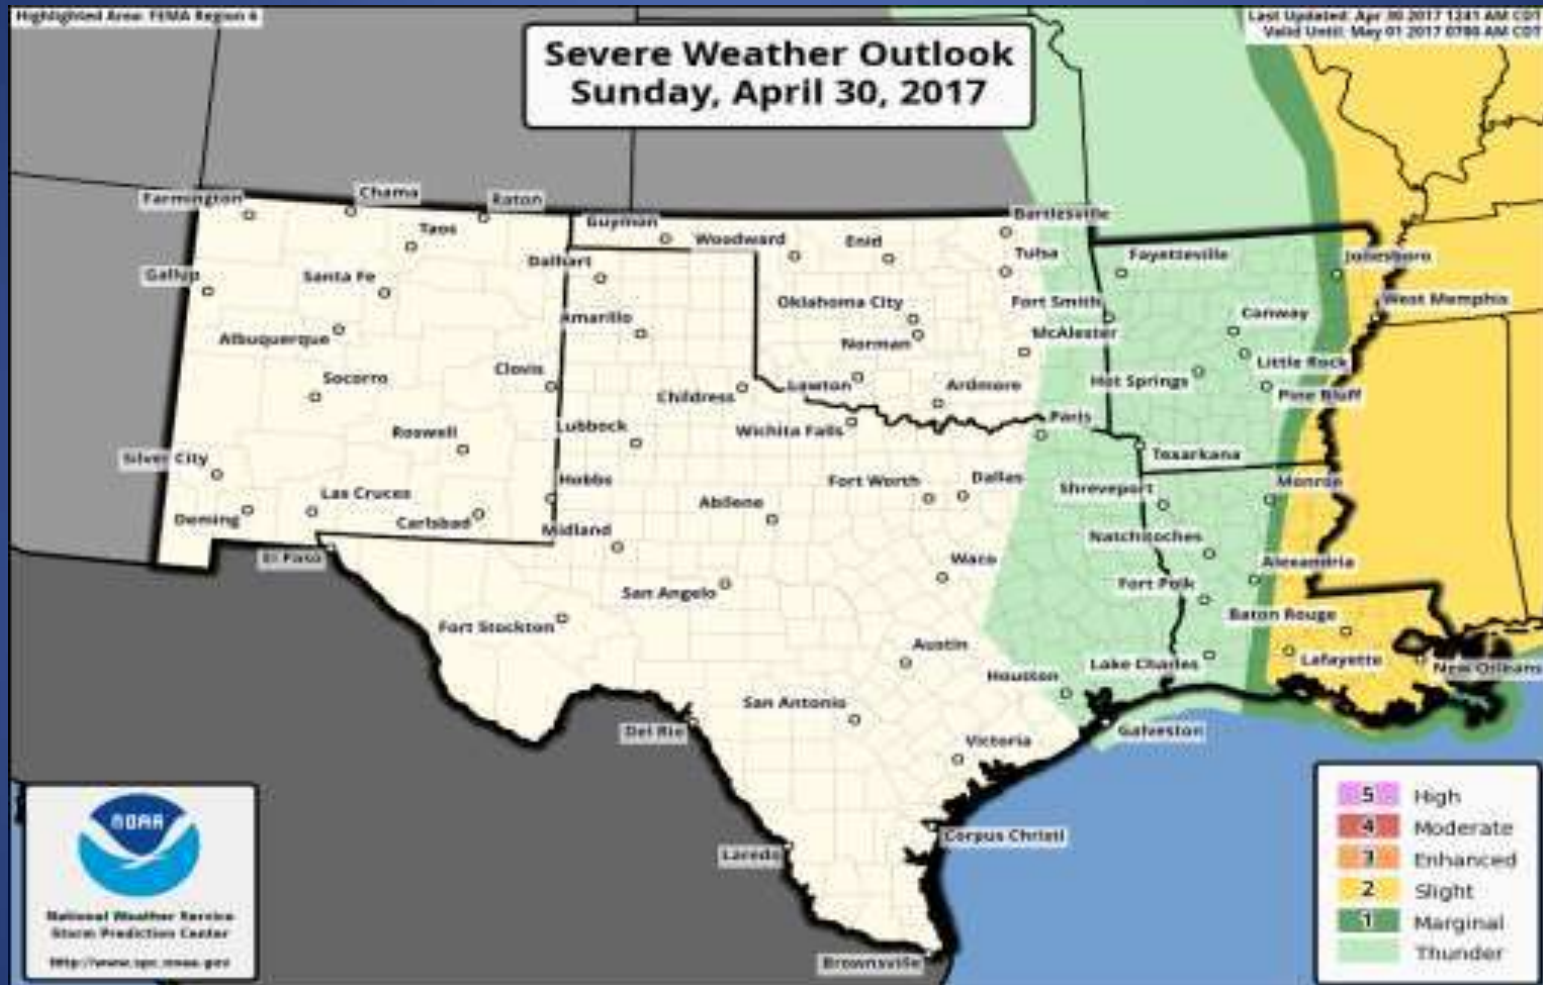 Highlighted Area: FEMA Region 6
Last Updated: Apr 30 2017 1241 AM CDT
Valid Until: May 01 2017 0700 AM CDT
Severe Weather Outlook
Sunday, April 30, 2017
Farmington
Chama
Raton
Taos
Guyman
Woodward
Enid
Bartlesville
Tulsa
Fayetteville
Jonesboro
Gallup
Santa Fe
Dalhart
Oklahoma City
Fort Smith
West Memphis
Albuquerque
Amarillo
Norman
McAlester
Conway
Little Rock
Socorro
Clovis
Childress
Lawton
Ardmore
Hot Springs
Pine Bluff
Roswell
Lubbock
Wichita Falls
Paris
Texarkana
Silver City
Las Cruces
Hobbs
Abilene
Fort Worth
Dallas
Shreveport
Monroe
Deming
Carlsbad
Midland
Natchitoches
El Paso
San Angelo
Waco
Fort Polk
Alexandria
Fort Stockton
Austin
Baton Rouge
Houston
Lake Charles
Lafayette
New Orleans
San Antonio
Del Rio
Victoria
Galveston
Corpus Christi
Laredo
Brownsville
NOAA
National Weather Service
Storm Prediction Center
http://www.spc.noaa.gov
5 High
4 Moderate
3 Enhanced
2 Slight
1 Marginal
Thunder